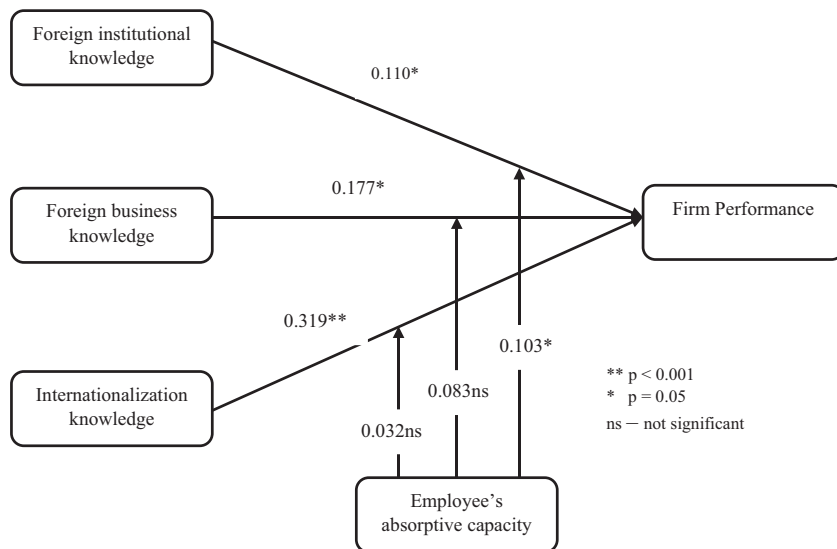 Foreign institutional
knowledge
0.110*
Foreign business
knowledge
0.177*
Firm Performance
0.319**
Internationalization
knowledge
0.103*
0.083ns
0.032ns
** p < 0.001
* p = 0.05
ns − not significant
Employee’s
absorptive capacity